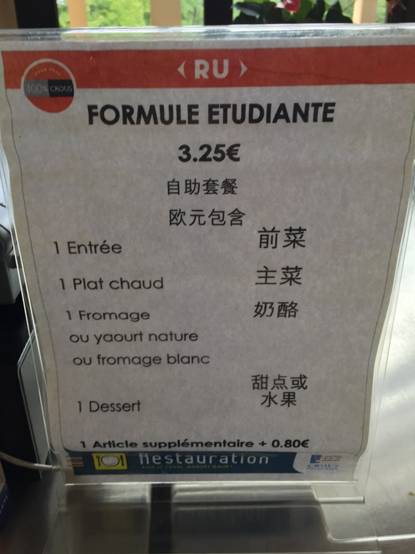 ‹ RU ›
100% CROUS
FORMULE ETUDIANTE
3.25€
自助套餐
欧元包含
1 Entrée 前菜
1 Plat chaud 主菜
1 Fromage 奶酪
ou yaourt nature
ou fromage blanc
甜点或
1 Dessert 水果
1 Article supplémentaire + 0.80€
Restauration